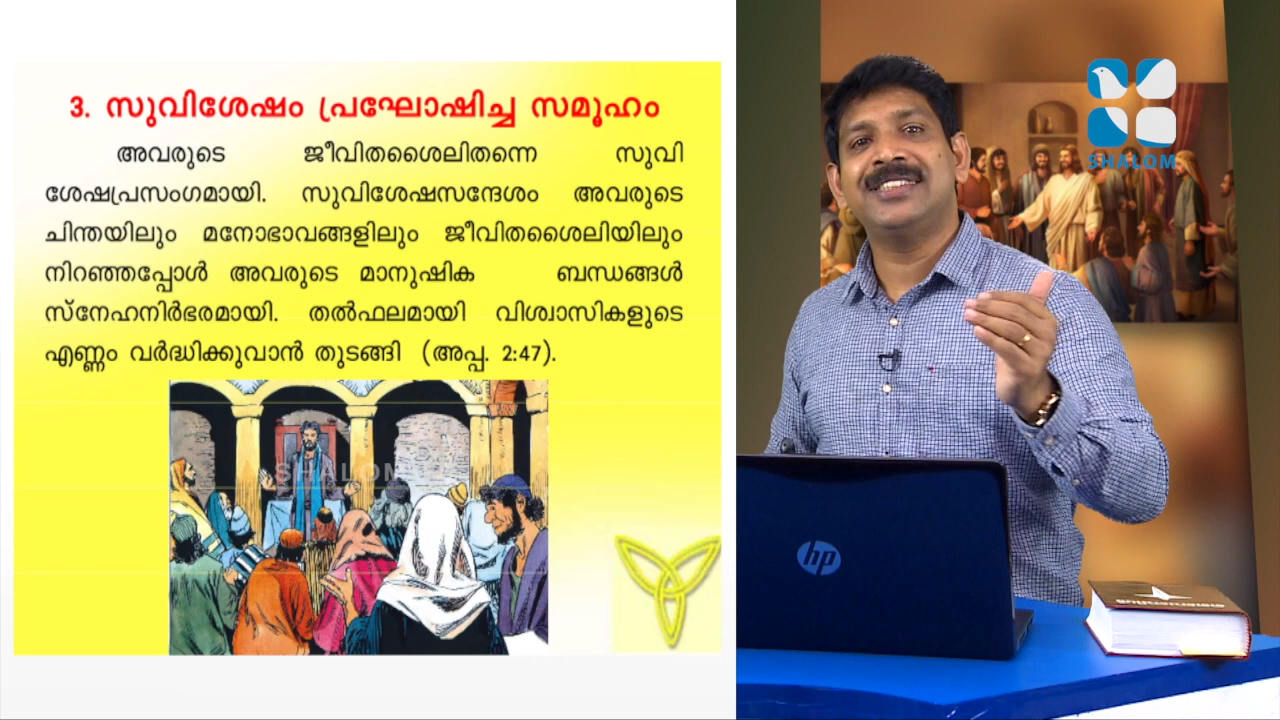 3. സുവിശേഷം പ്രഘോഷിച്ച സമൂഹം
അവരുടെ ജീവിതശൈലിതന്നെ സുവി
ശേഷപ്രസംഗമായി. സുവിശേഷസന്ദേശം അവരുടെ
ചിന്തയിലും മനോഭാവങ്ങളിലും ജീവിതശൈലിയിലും
നിറഞ്ഞപ്പോൾ അവരുടെ മാനുഷിക ബന്ധങ്ങൾ
സ്നേഹനിർഭരമായി. തൽഫലമായി വിശ്വാസികളുടെ
എണ്ണം വർദ്ധിക്കുവാൻ തുടങ്ങി (അപ്പ. 2:47).
SHALOM
SHALOM
hp